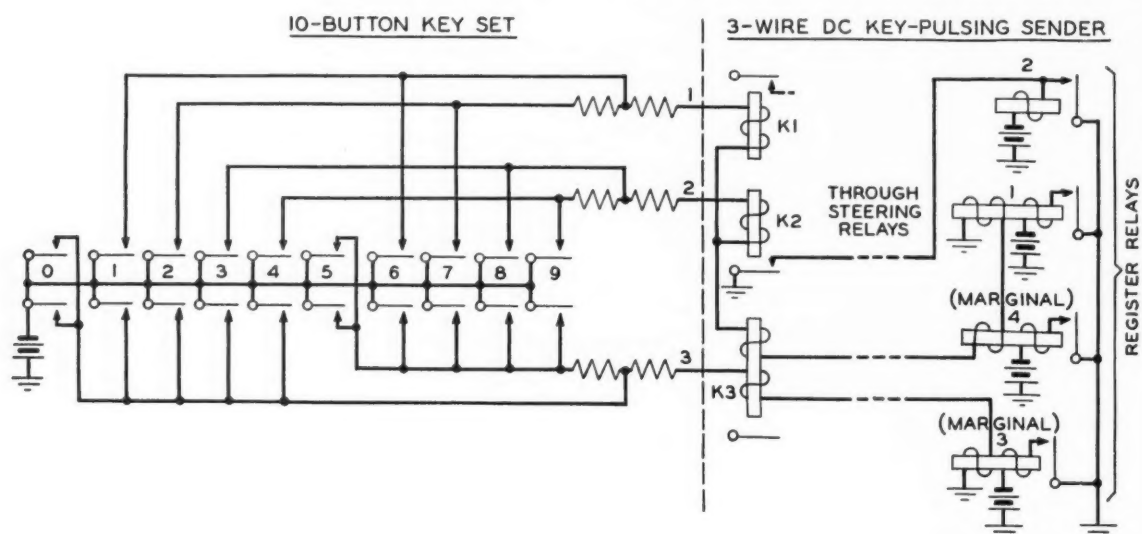 10-BUTTON KEY SET
3-WIRE DC KEY-PULSING SENDER
1
K1
2
K2
3
K3
0
1
2
3
4
5
6
7
8
9
THROUGH
STEERING
RELAYS
2
1
(MARGINAL)
4
(MARGINAL)
3
REGISTER RELAYS